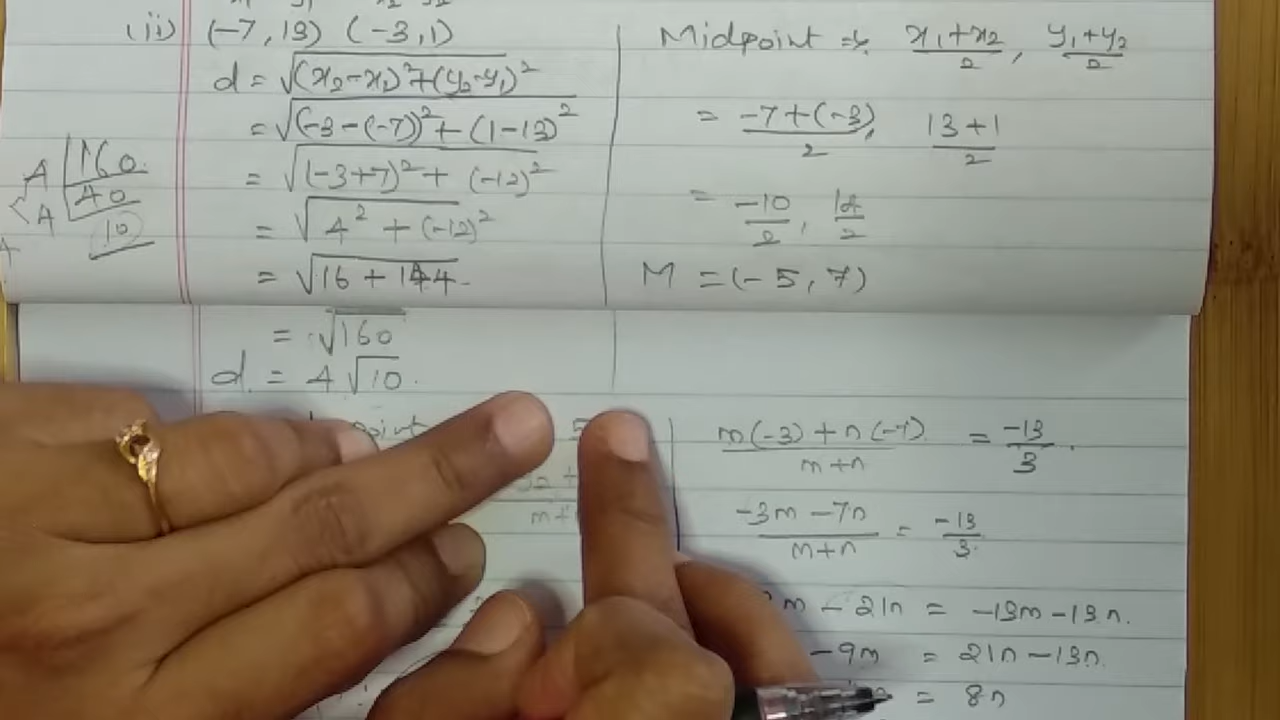 (ii) (-7, 13) (-3, 1)
d = √(x₂-x₁)²+(y₂-y₁)²
= √(-3-(-7))²+(1-13)²
= √(-3+7)²+ (-12)²
= √4² + (-12)²
= √16 + 144
= √160
d = 4√10
4 160
4 40
10
Midpoint ⇒ x₁+x₂/2, y₁+y₂/2
= -7+(-3)/2, 13+1/2
= -10/2, 14/2
M = (-5, 7)
point
m+
m(-3) + n(-7)/m+n = -13/3
-3m - 7n/m+n = -13/3
m - 21n = -13m - 13n.
-9m = 21n - 13n
= 8n